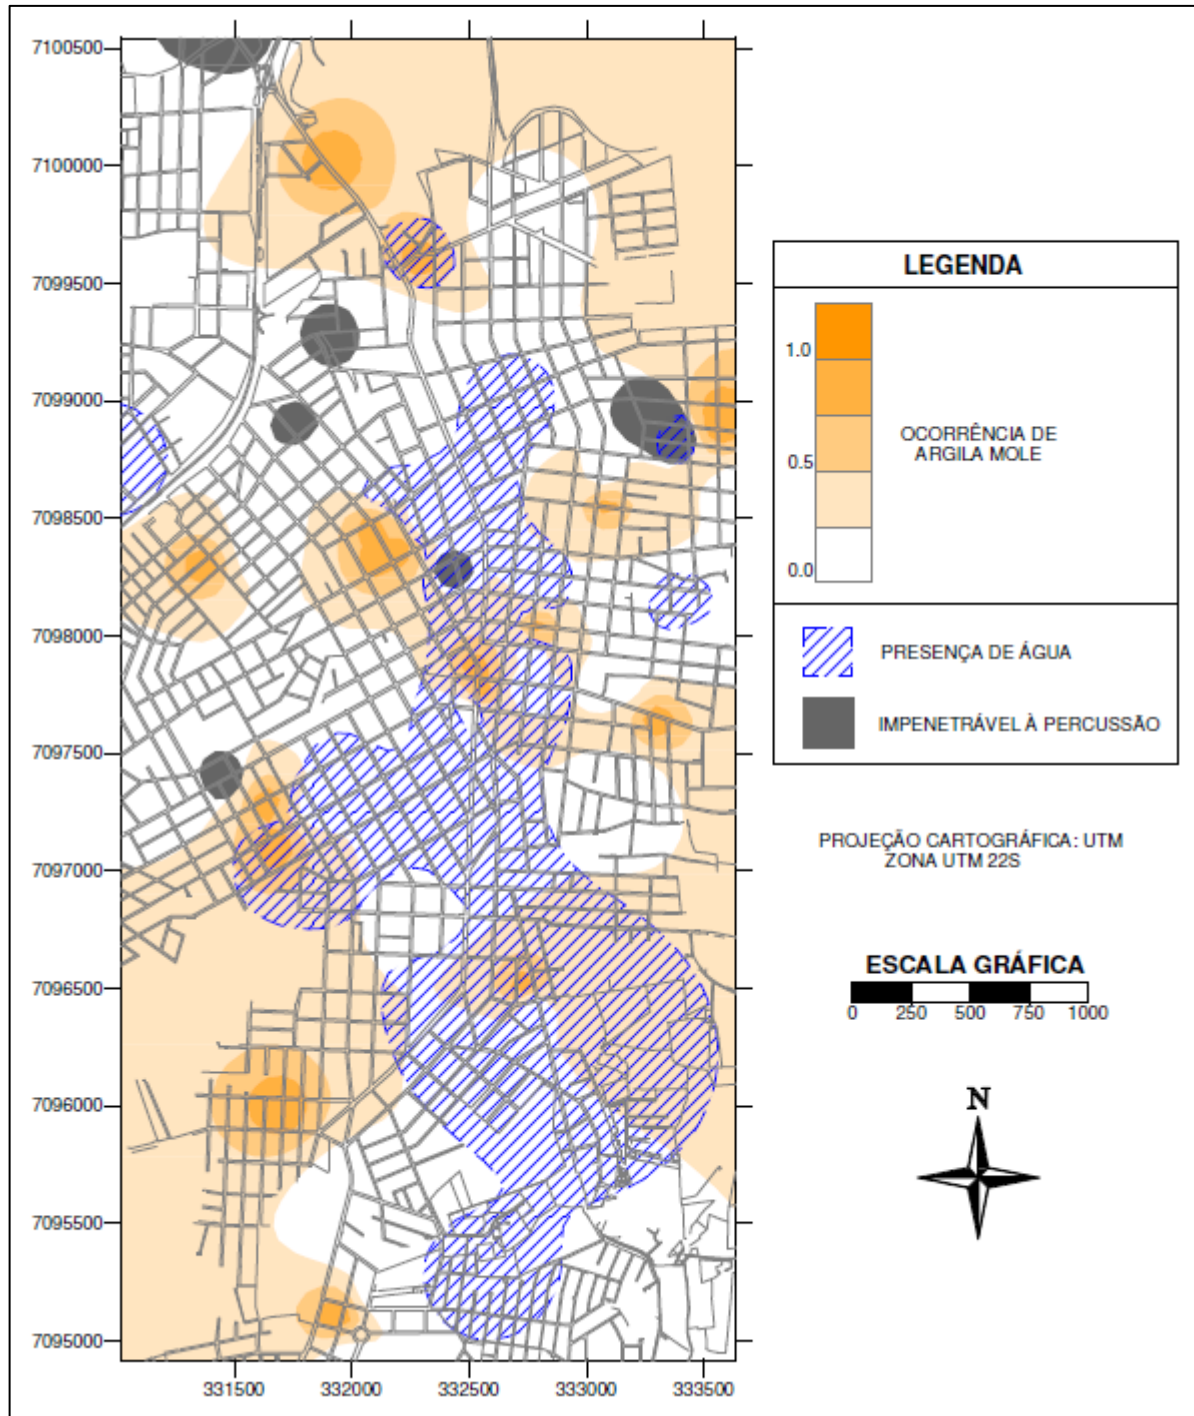 7100500
7100000
7099500
7099000
7098500
7098000
7097500
7097000
7096500
7096000
7095500
7095000
331500 332000 332500 333000 333500
LEGENDA
1.0
0.5
0.0
OCORRÊNCIA DE
ARGILA MOLE
PRESENÇA DE ÁGUA
IMPENETRÁVEL À PERCUSSÃO
PROJEÇÃO CARTOGRÁFICA: UTM
ZONA UTM 22S
ESCALA GRÁFICA
0 250 500 750 1000
N